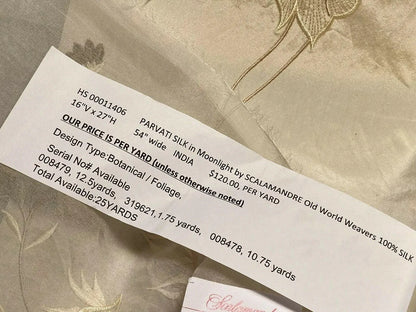 HS 00011406 PARVATI SILK in Moonlight by SCALAMANDRE Old World Weavers 100% SILK
16"V x 27"H 54" wide INDIA $120.00. PER YARD
OUR PRICE IS PER YARD (unless otherwise noted)
Design Type:Botanical / Foliage,
Serial No# Available
008479, 12.5yards, 319621,1.75 yards, 008478, 10.75 yards
Total Available:25YARDS